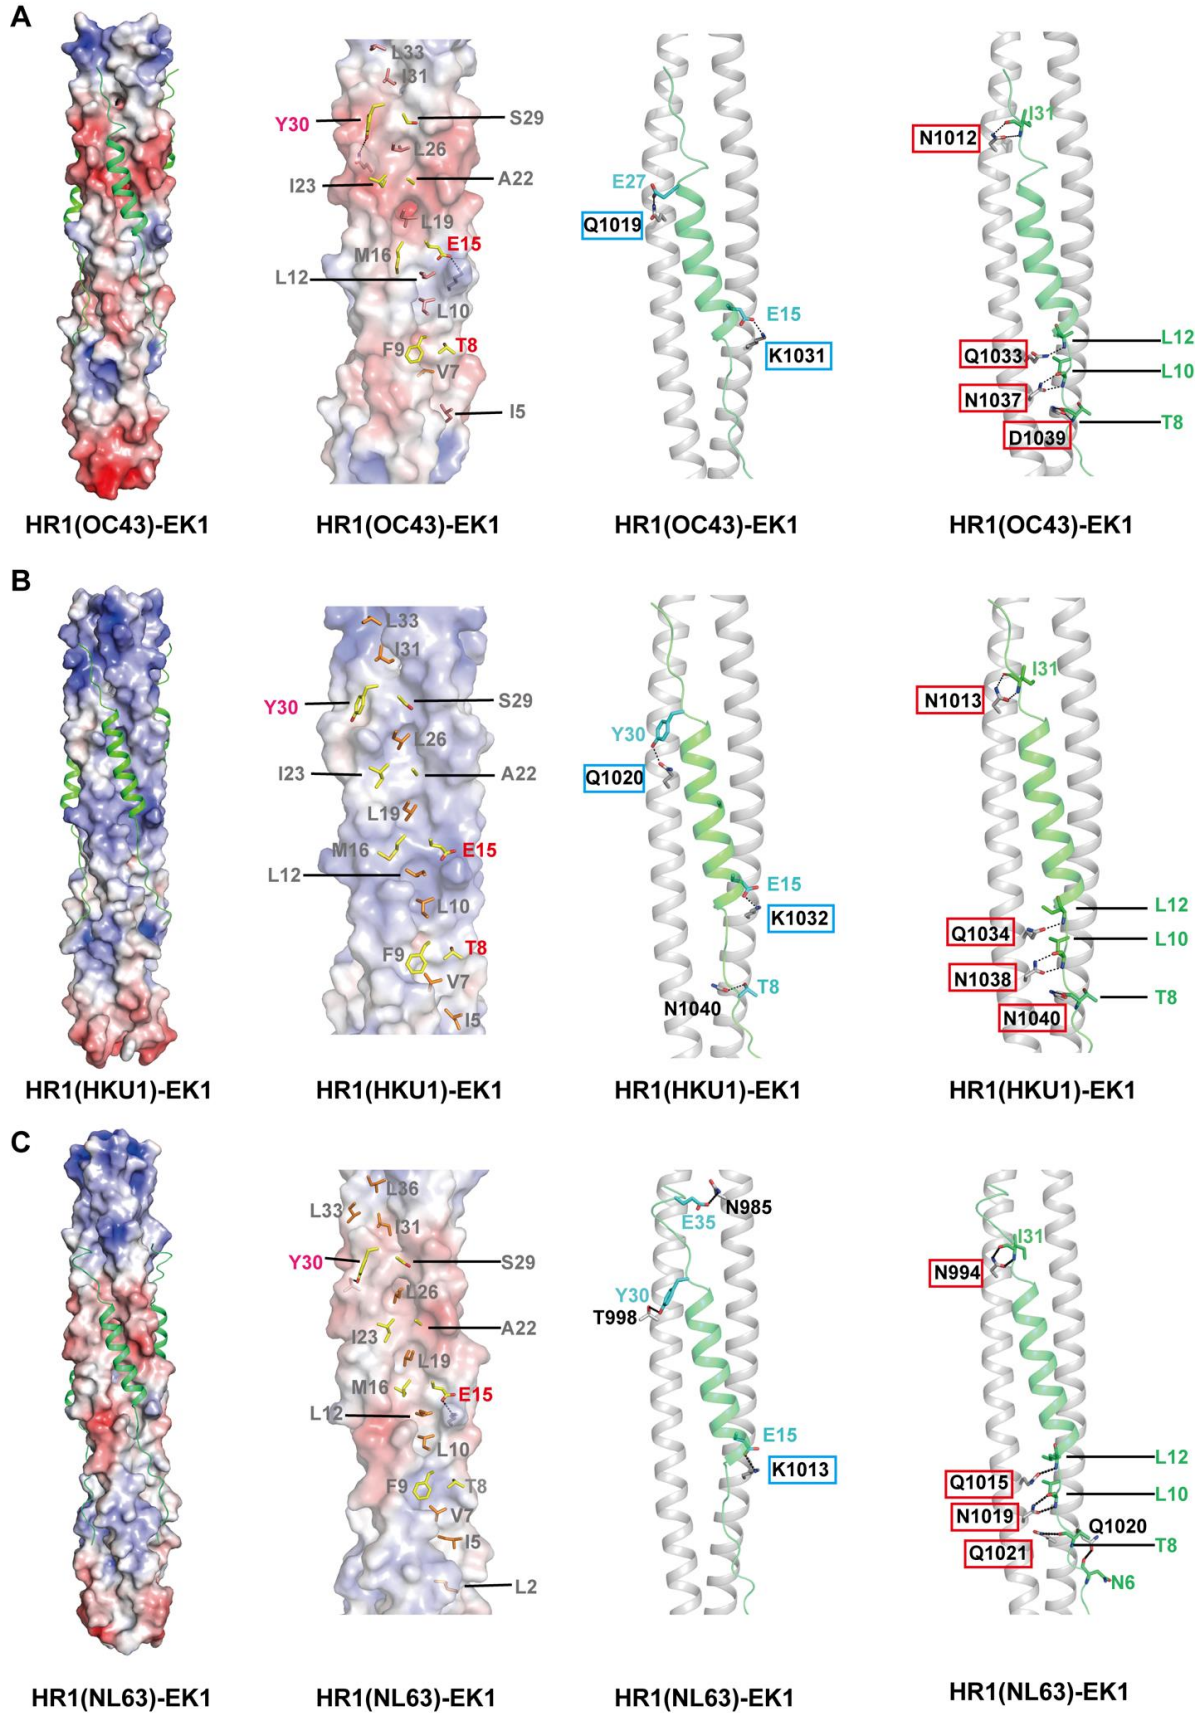 A
L33
I31
Y30
S29
L26
I23
A22
L19
M16
E15
L12
L10
F9
T8
V7
I5
E27
Q1019
E15
K1031
I31
N1012
L12
Q1033
L10
N1037
T8
D1039
HR1(OC43)-EK1
HR1(OC43)-EK1
HR1(OC43)-EK1
HR1(OC43)-EK1
B
L33
I31
Y30
S29
L26
I23
A22
L19
M16
E15
L12
L10
F9
T8
V7
I5
Y30
Q1020
E15
K1032
T8
N1040
I31
N1013
L12
Q1034
L10
N1038
T8
N1040
HR1(HKU1)-EK1
HR1(HKU1)-EK1
HR1(HKU1)-EK1
HR1(HKU1)-EK1
C
L36
L33
I31
Y30
S29
L26
I23
A22
L19
M16
E15
L12
L10
F9
T8
V7
I5
L2
E35
N985
Y30
T998
E15
K1013
I31
N994
L12
Q1015
L10
N1019
Q1020
Q1021
T8
N6
HR1(NL63)-EK1
HR1(NL63)-EK1
HR1(NL63)-EK1
HR1(NL63)-EK1